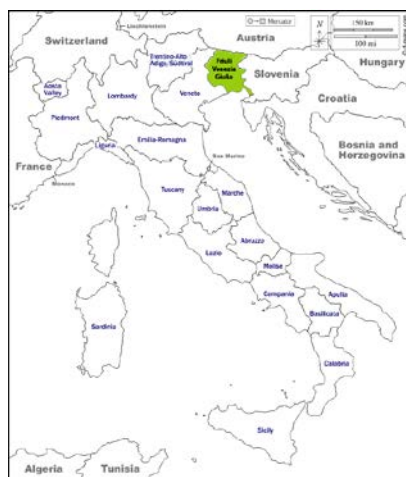 Liechtenstein
Mercator
N
150 km
100 mi
Switzerland
Austria
Hungary
Trentino-Alto
Adige, Südtirol
Friuli
Venezia
Giulia
Slovenia
Aosta
Valley
Lombardy
Veneto
Croatia
Piedmont
Emilia-Romagna
Liguria
Bosnia and
Herzegovina
France
Monaco
San Marino
Tuscany
Marche
Umbria
Lazio
Abruzzo
Molise
Campania
Apulia
Basilicata
Sardinia
Calabria
Sicily
Algeria
Tunisia